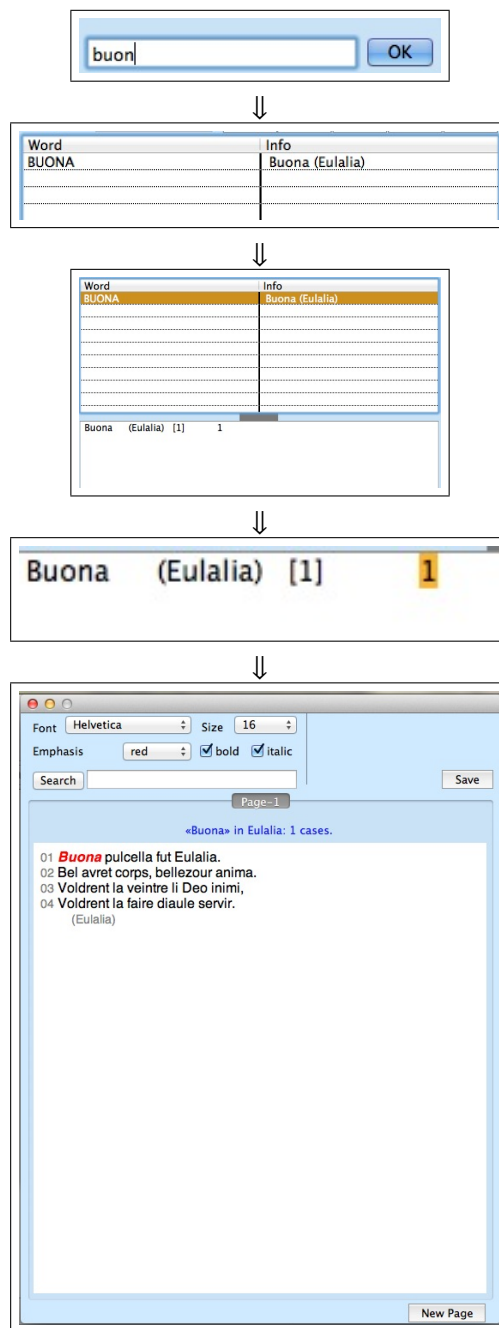 buon OK
⇓
Word Info
BUONA Buona (Eulalia)
⇓
Word Info
BUONA Buona (Eulalia)
Buona (Eulalia) [1] 1
⇓
Buona (Eulalia) [1] 1
⇓
Font Helvetica Size 16
Emphasis red bold italic
Search Save
Page-1
«Buona» in Eulalia: 1 cases.
01 Buona pulcella fut Eulalia.
02 Bel avret corps, bellezour anima.
03 Voldrent la veintre li Deo inimi,
04 Voldrent la faire diaule servir.
(Eulalia)
New Page